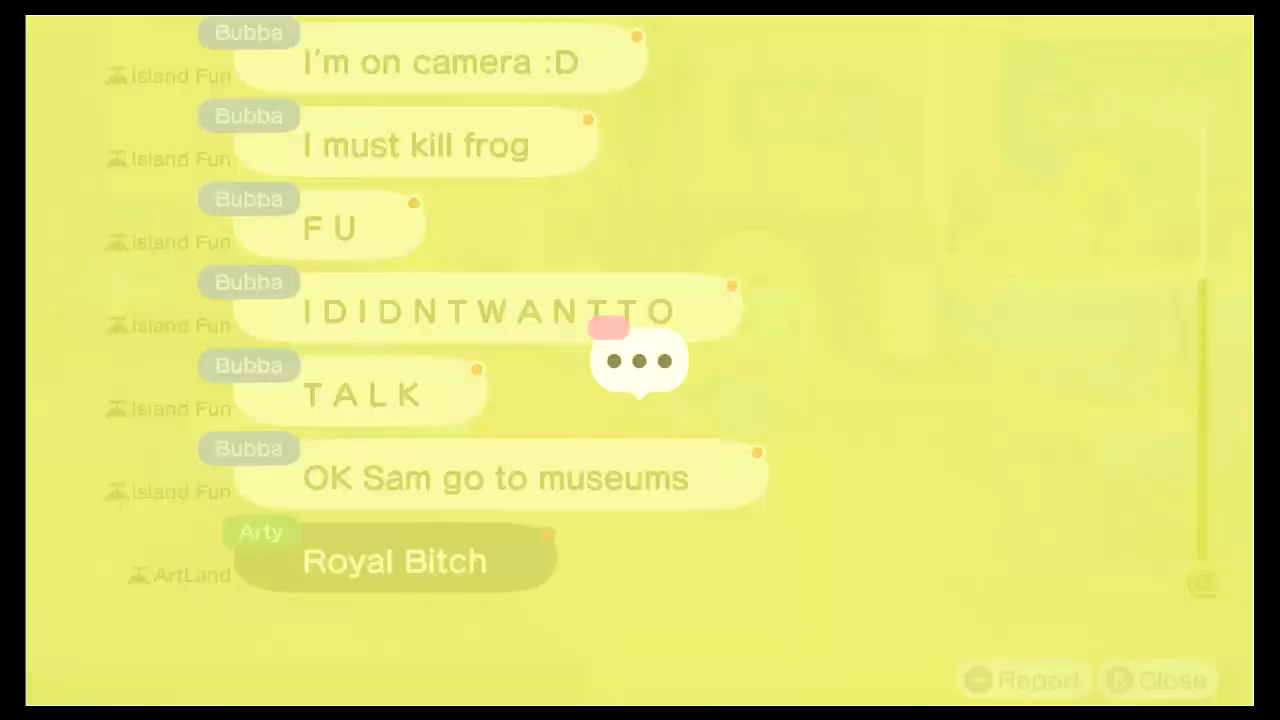 Bubba
I'm on camera :D
Island Fun
Bubba
I must kill frog
Island Fun
Bubba
F U
Island Fun
Bubba
I D I D N T W A N T T O
Island Fun
Bubba
T A L K
Island Fun
Bubba
OK Sam go to museums
Island Fun
Arty
Royal Bitch
ArtLand
Report
B Close